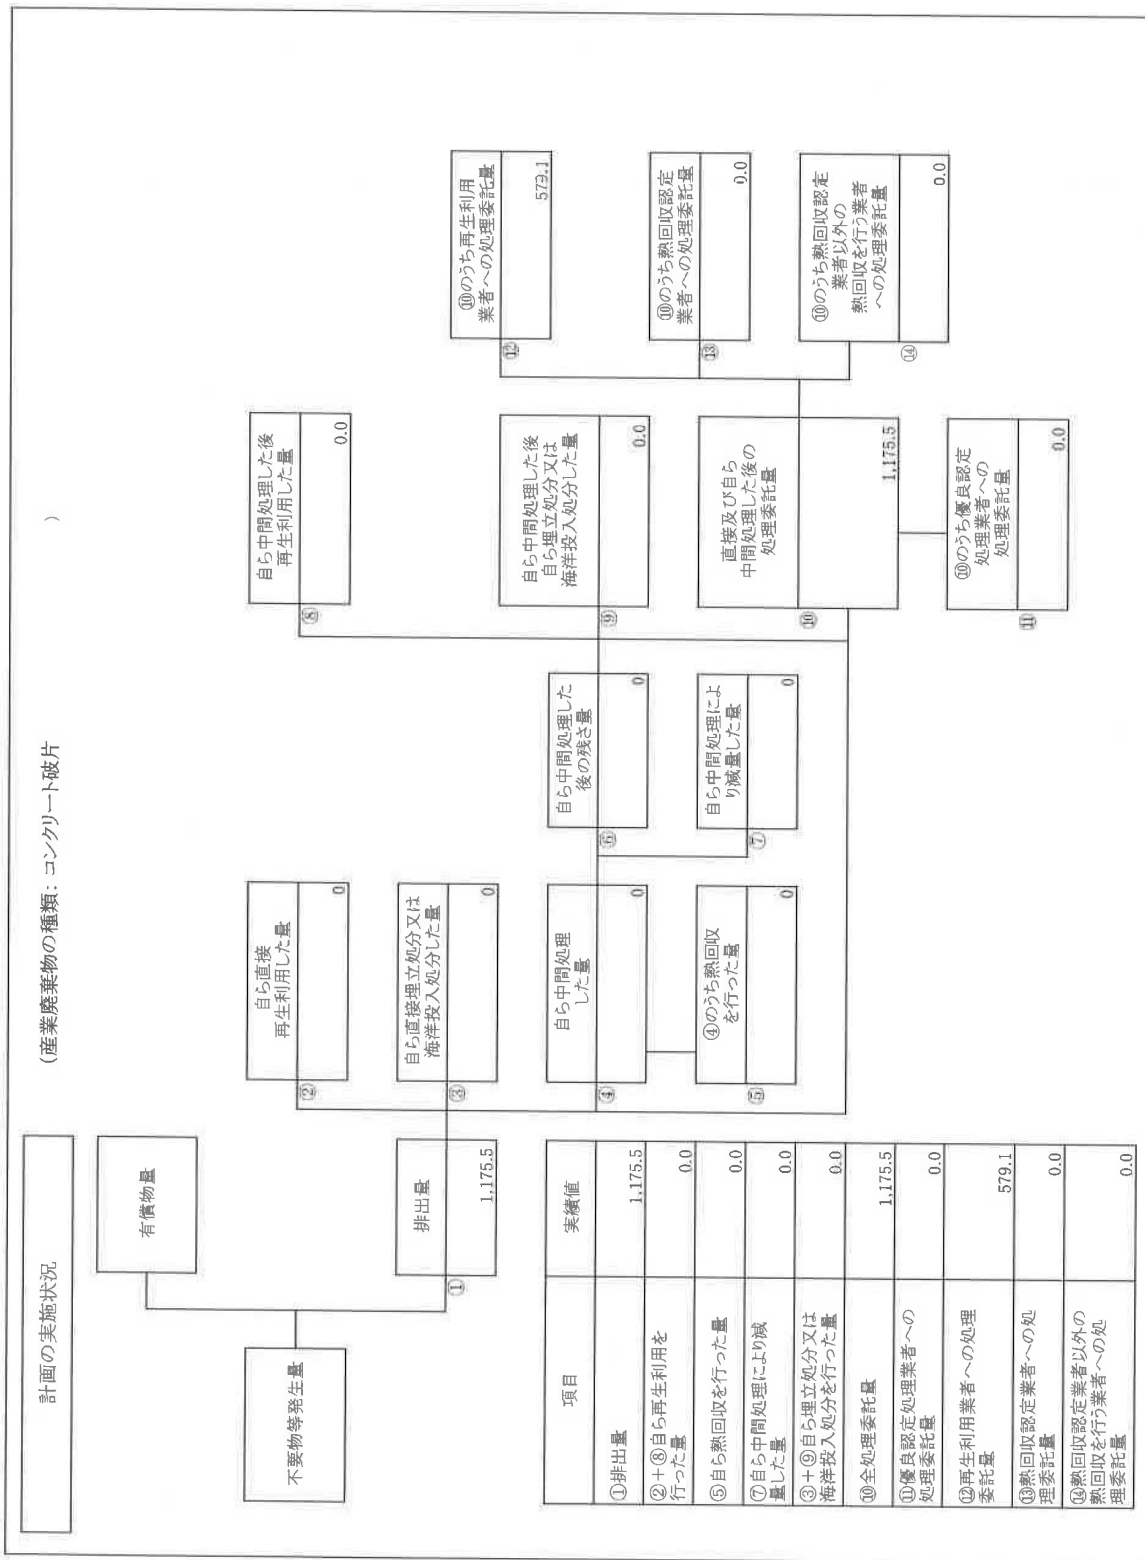 計画の実施状況
(産業廃棄物の種類: コンクリート破片
)
不要物等発生量
有償物量
①
排出量
1,175.5
②
自ら直接
再生利用した量
0
③
自ら直接埋立処分又は
海洋投入処分した量
0
④
自ら中間処理
した量
0
⑤
④のうち熱回収
を行った量
0
⑥
自ら中間処理した
後の残さ量
0
⑦
自ら中間処理によ
り減量した量
0
⑧
自ら中間処理した後
再生利用した量
0.0
⑨
自ら中間処理した後
自ら埋立処分又は
海洋投入処分した量
0.0
⑩
直接及び自ら
中間処理した後の
処理委託量
1,175.5
⑪
⑩のうち優良認定
処理業者への
処理委託量
0.0
⑫
⑩のうち再生利用
業者への処理委託量
579.1
⑬
⑩のうち熱回収認定
業者への処理委託量
0.0
⑭
⑩のうち熱回収認定
業者以外の
熱回収を行う業者
への処理委託量
0.0
項目 実績値
①排出量 1,175.5
②+⑧自ら再生利用を
行った量 0.0
⑤自ら熱回収を行った量 0.0
⑦自ら中間処理により減
量した量 0.0
③+⑨自ら埋立処分又は
海洋投入処分を行った量 0.0
⑩全処理委託量 1,175.5
⑪優良認定処理業者への
処理委託量 0.0
⑫再生利用業者への処理
委託量 579.1
⑬熱回収認定業者への処
理委託量 0.0
⑭熱回収認定業者以外の
熱回収を行う業者への処
理委託量 0.0